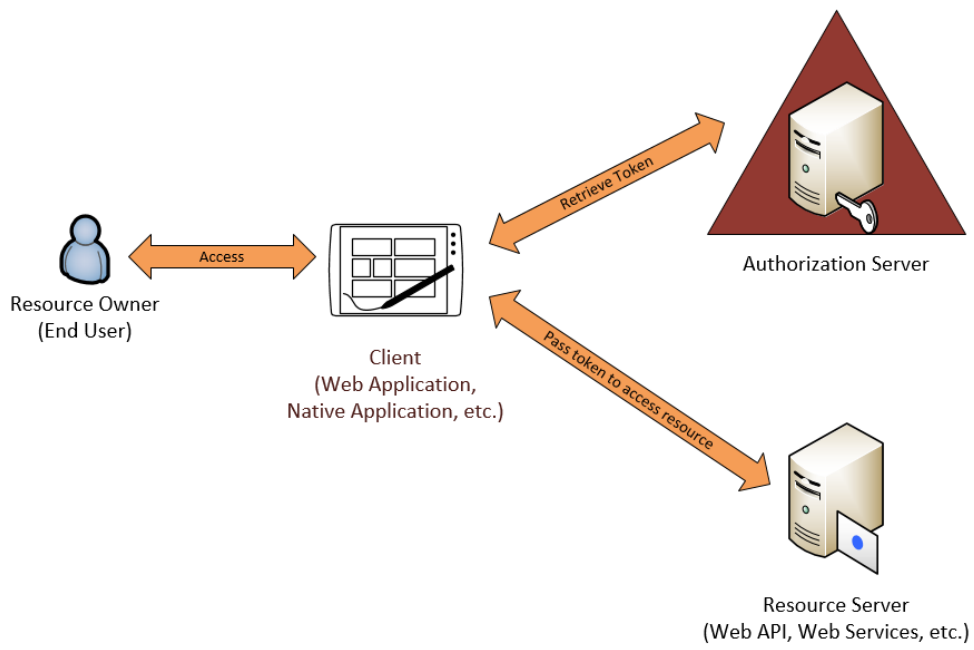 Retrieve Token
Authorization Server
Access
Resource Owner
(End User)
Client
(Web Application,
Native Application, etc.)
Pass token to access resource
Resource Server
(Web API, Web Services, etc.)